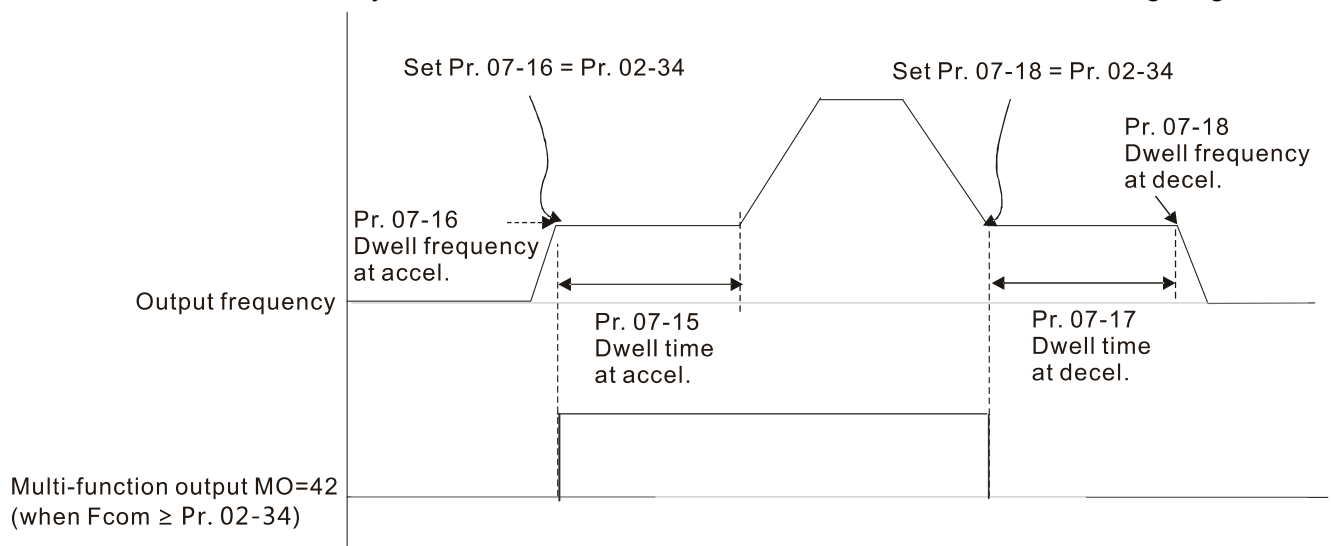 Set Pr. 07-16 = Pr. 02-34
Set Pr. 07-18 = Pr. 02-34
Pr. 07-18
Dwell frequency
at decel.
Pr. 07-16
Dwell frequency
at accel.
Output frequency
Pr. 07-15
Dwell time
at accel.
Pr. 07-17
Dwell time
at decel.
Multi-function output MO=42
(when Fcom ≥ Pr. 02-34)